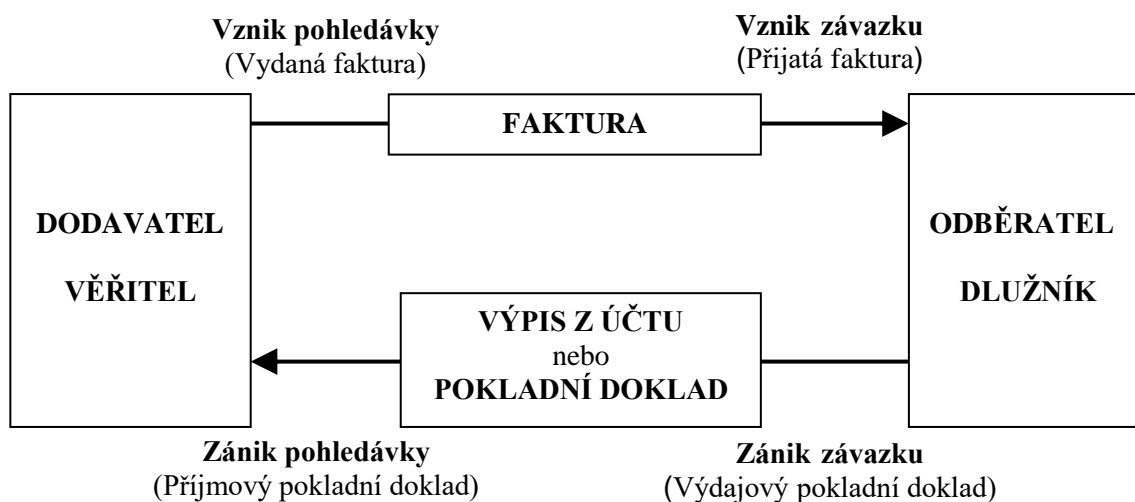 Vznik pohledávky
(Vydaná faktura)
Vznik závazku
(Přijatá faktura)
FAKTURA
DODAVATEL
VĚŘITEL
ODBĚRATEL
DLUŽNÍK
VÝPIS Z ÚČTU
nebo
POKLADNÍ DOKLAD
Zánik pohledávky
(Příjmový pokladní doklad)
Zánik závazku
(Výdajový pokladní doklad)